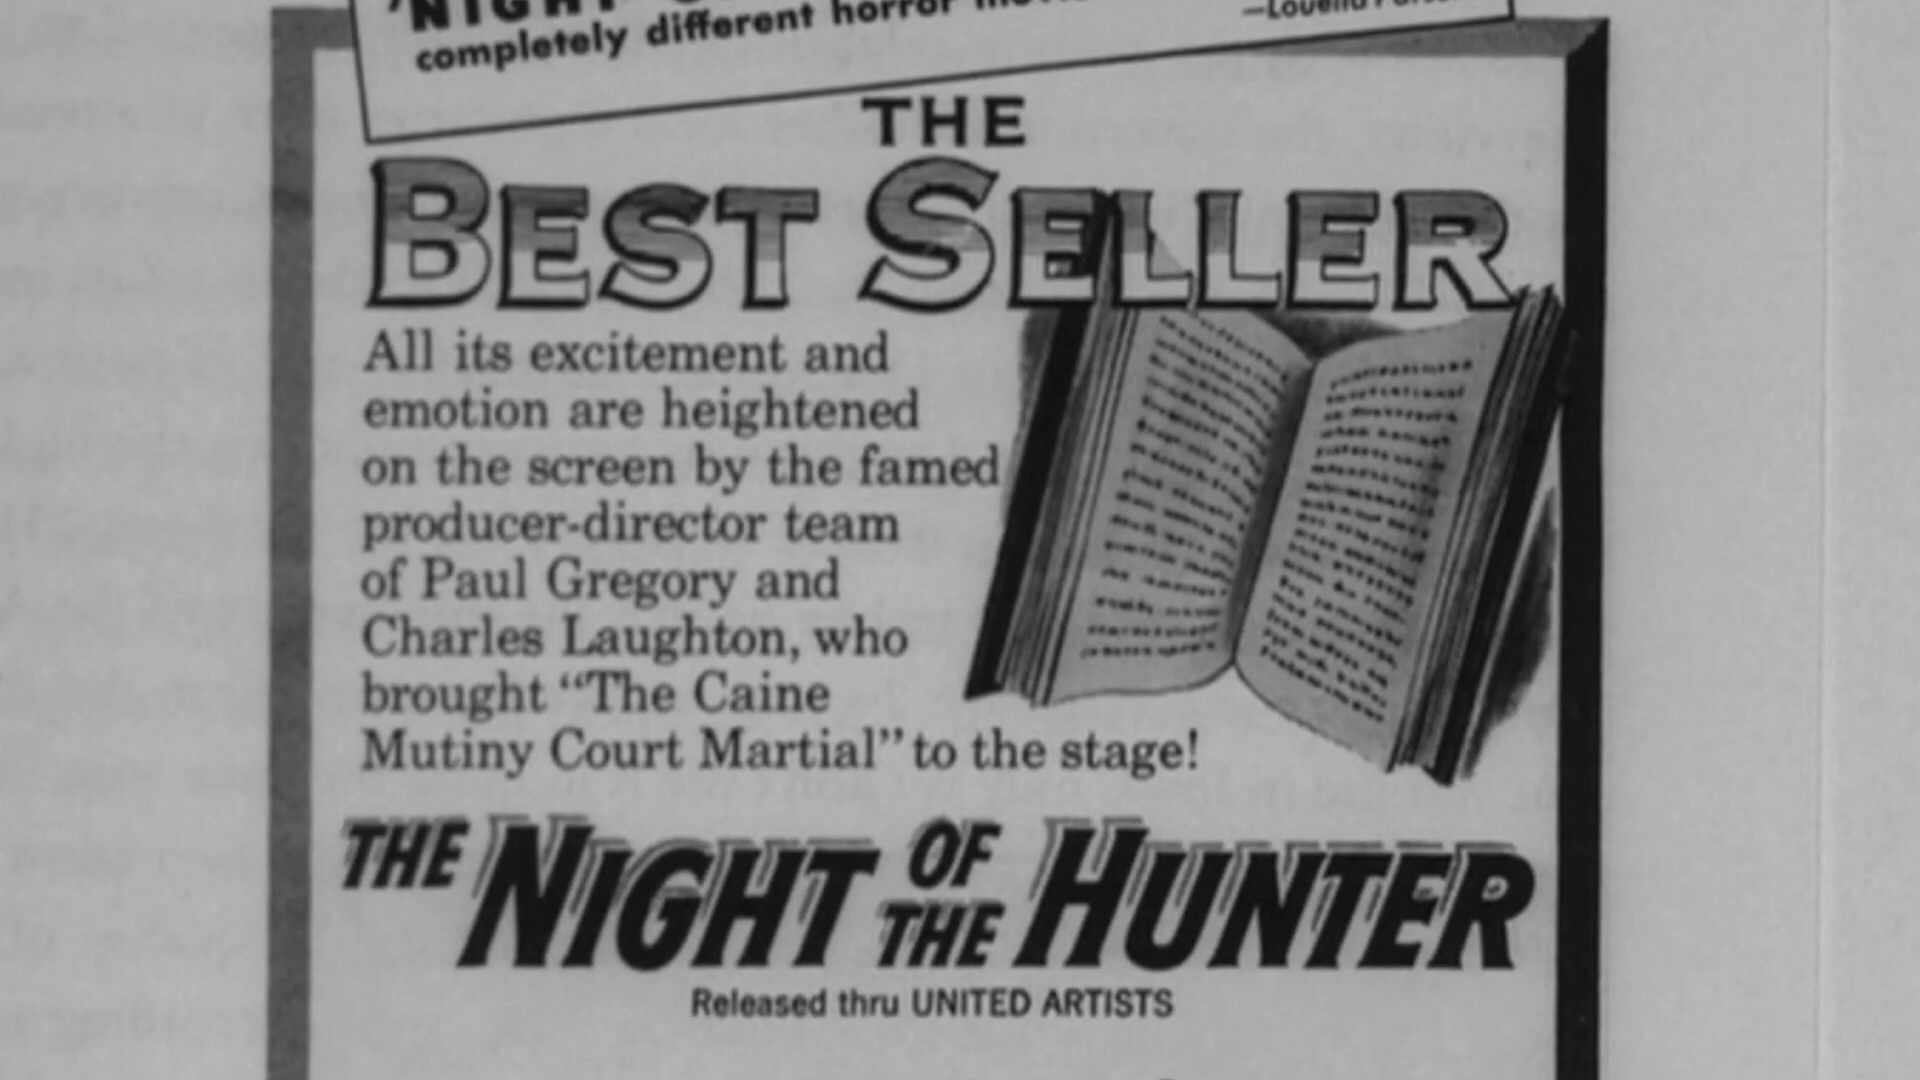 'NIGHT
completely different horror
—Louella
THE
BEST SELLER
All its excitement and
emotion are heightened
on the screen by the famed
producer-director team
of Paul Gregory and
Charles Laughton, who
brought “The Caine
Mutiny Court Martial” to the stage!
THE NIGHT OF THE HUNTER
Released thru UNITED ARTISTS